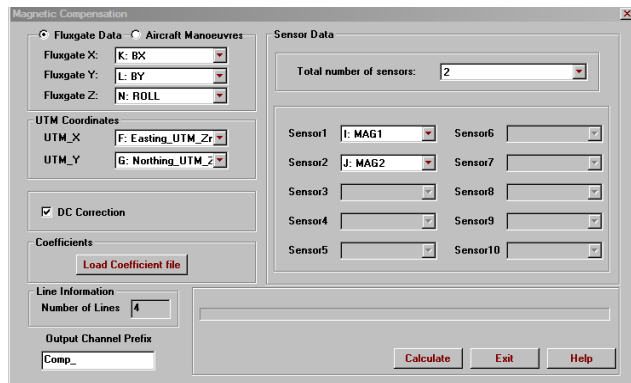 Magnetic Compensation
Fluxgate Data Aircraft Manoeuvres
Fluxgate X: K: BX
Fluxgate Y: L: BY
Fluxgate Z: N: ROLL
UTM Coordinates
UTM_X F: Easting_UTM_Zr
UTM_Y G: Northing_UTM_Z
DC Correction
Coefficients
Load Coefficient file
Line Information
Number of Lines 4
Output Channel Prefix
Comp_
Sensor Data
Total number of sensors: 2
Sensor1 I: MAG1 Sensor6
Sensor2 J: MAG2 Sensor7
Sensor3 Sensor8
Sensor4 Sensor9
Sensor5 Sensor10
Calculate Exit Help